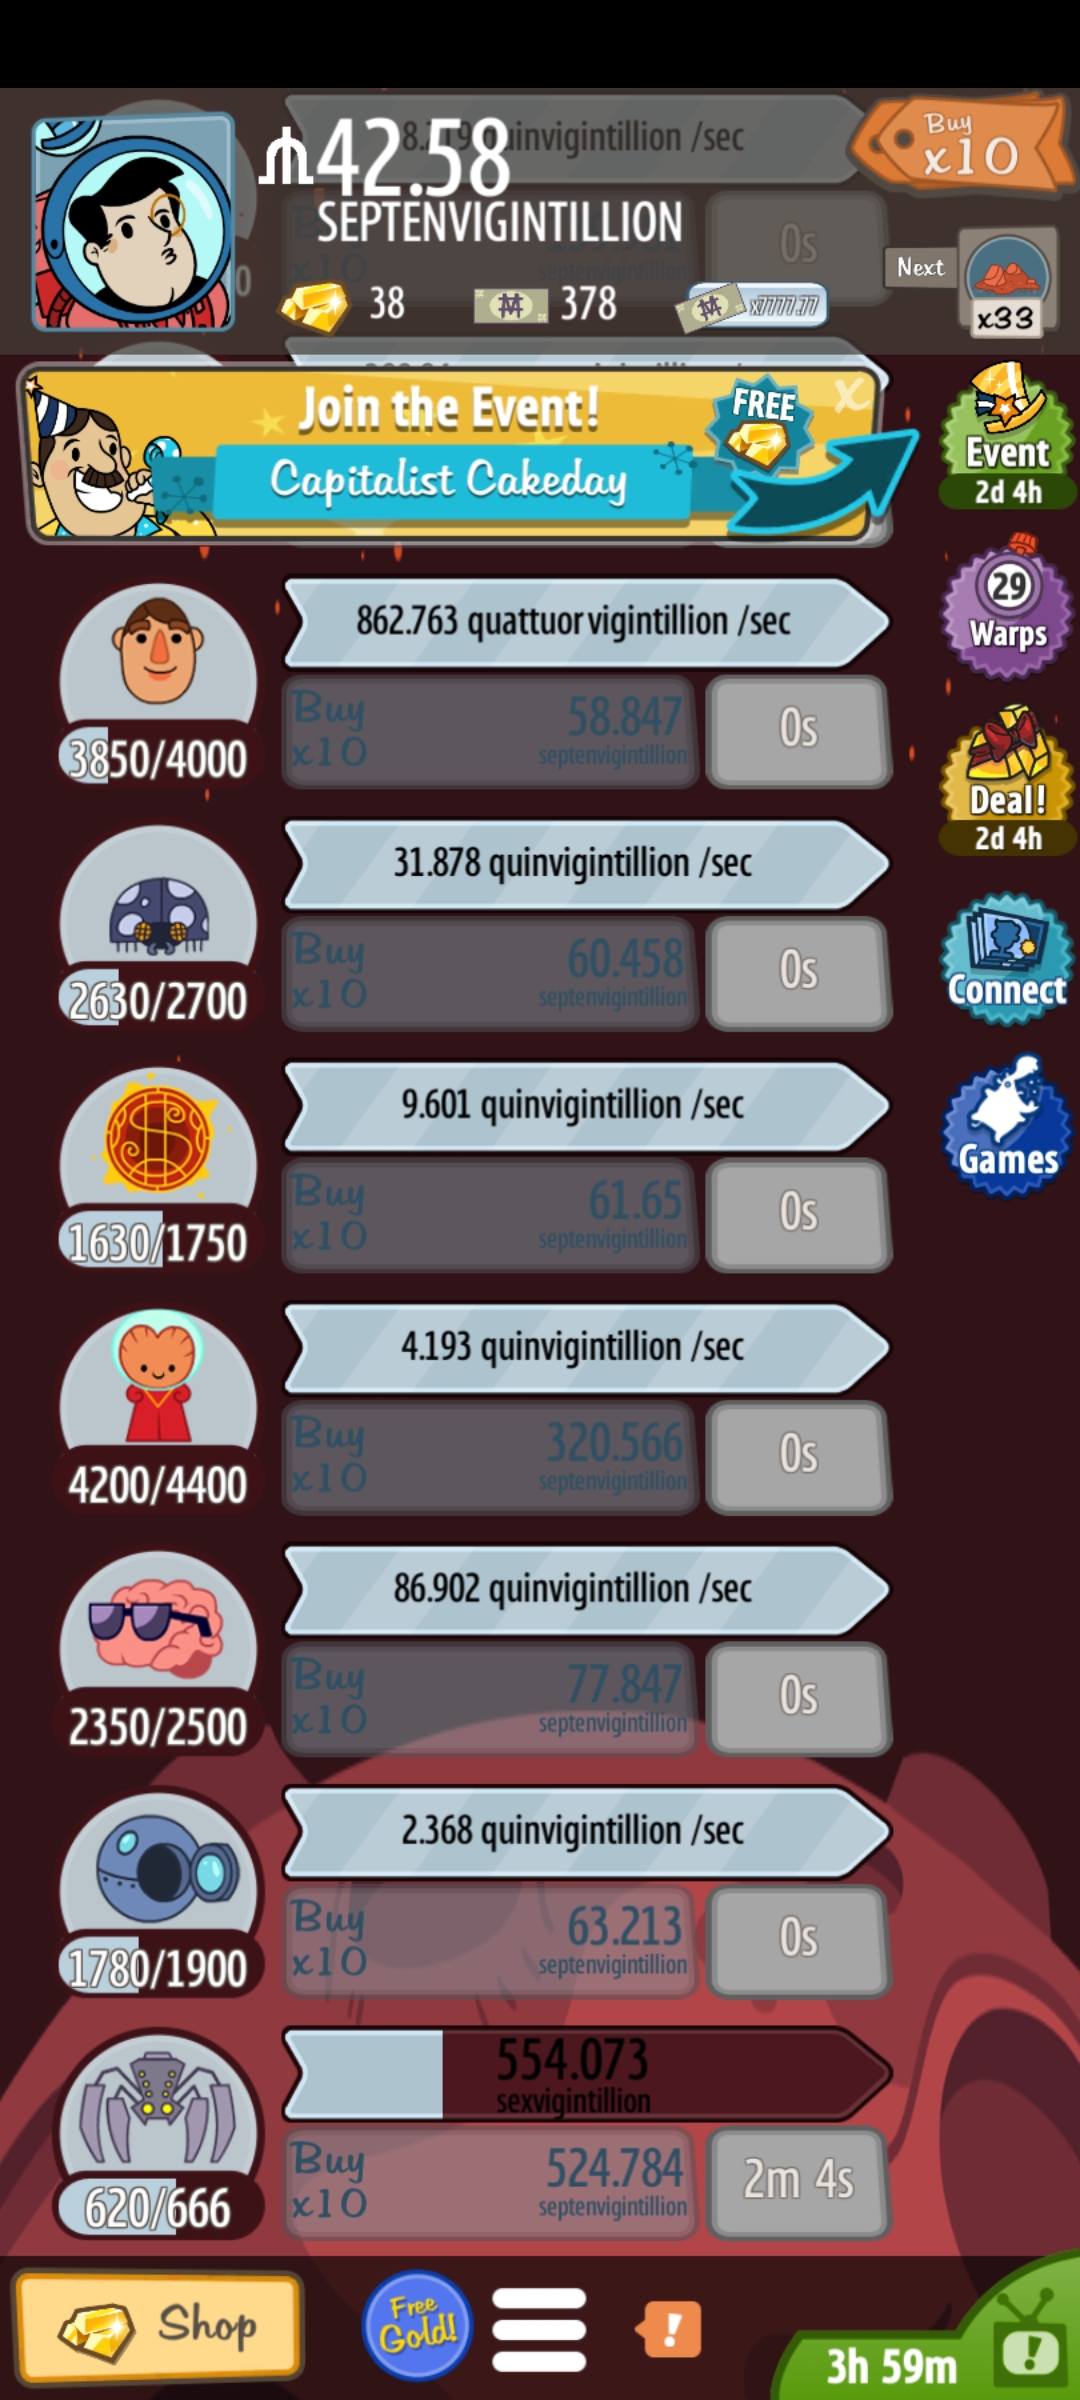 42.58
SEPTENVIGINTILLION
38
378
x7777.77
Buy
x10
Next
x33
0s
Join the Event!
Capitalist Cakeday
FREE
x
Event
2d 4h
862.763 quattuorvigintillion /sec
3850/4000
Buy
x10
58.847
septenvigintillion
0s
29
Warps
Deal!
2d 4h
31.878 quinvigintillion /sec
2630/2700
Buy
x10
60.458
septenvigintillion
0s
Connect
9.601 quinvigintillion /sec
1630/1750
Buy
x10
61.65
septenvigintillion
0s
Games
4.193 quinvigintillion /sec
4200/4400
Buy
x10
320.566
septenvigintillion
0s
86.902 quinvigintillion /sec
2350/2500
Buy
x10
77.847
septenvigintillion
0s
2.368 quinvigintillion /sec
1780/1900
Buy
x10
63.213
septenvigintillion
0s
554.073
sexvigintillion
620/666
Buy
x10
524.784
septenvigintillion
2m 4s
Shop
Free
Gold!
!
3h 59m
!